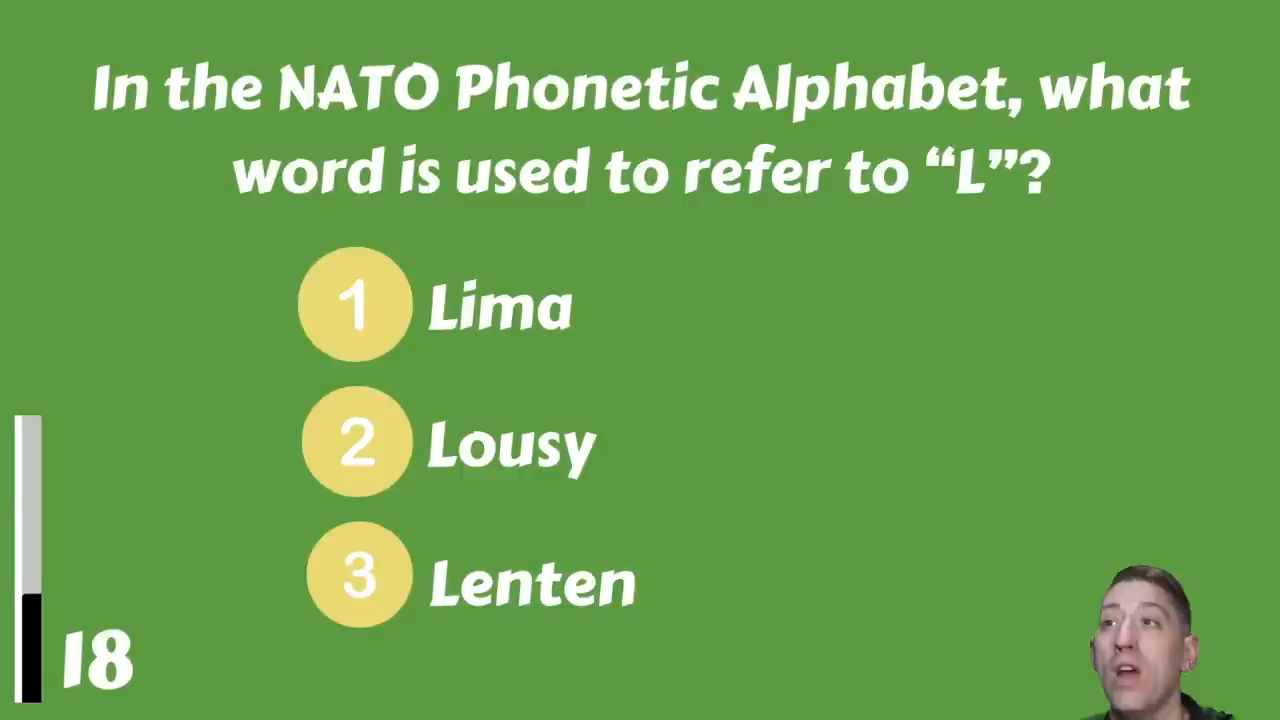 In the NATO Phonetic Alphabet, what
word is used to refer to “L”?
1 Lima
2 Lousy
3 Lenten
18